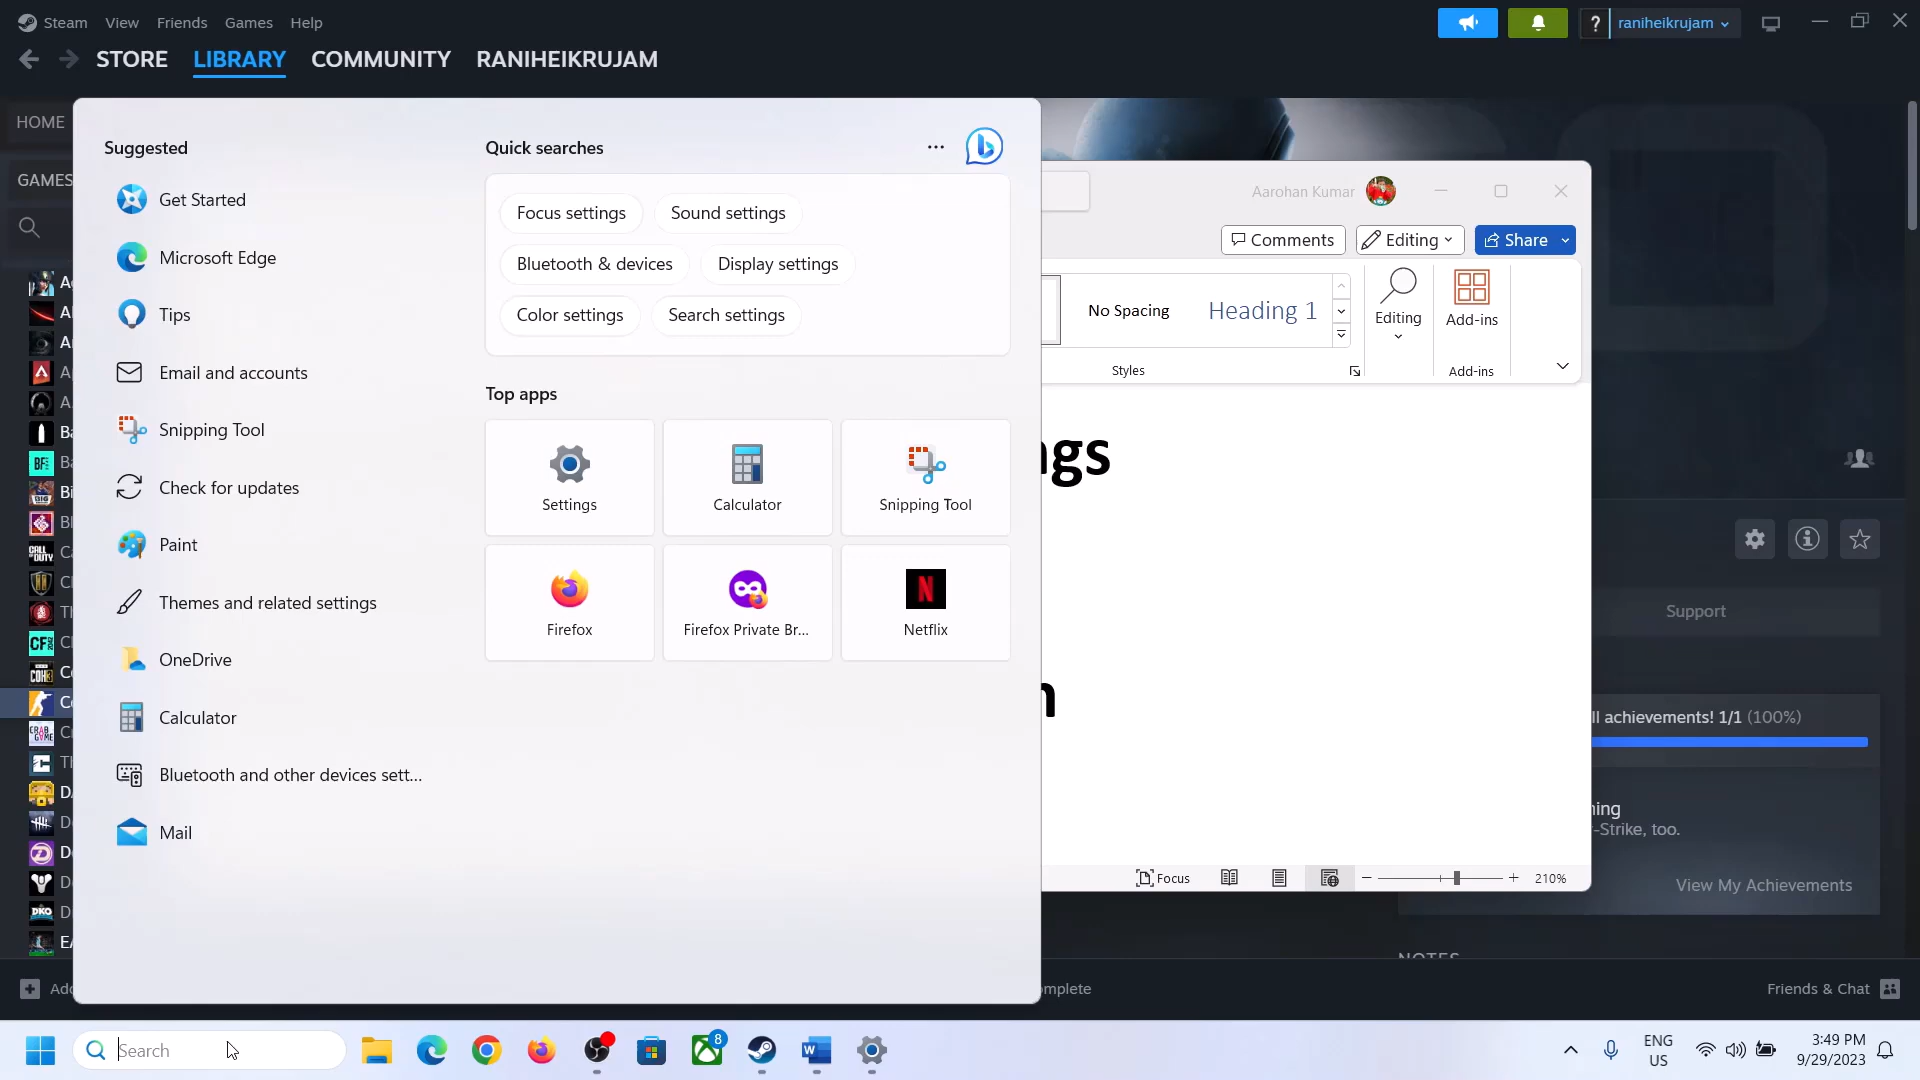 Steam View Friends Games Help
raniheikrujam
STORE LIBRARY COMMUNITY RANIHEIKRUJAM
HOME
GAMES
Suggested
Get Started
Microsoft Edge
Tips
Email and accounts
Snipping Tool
Check for updates
Paint
Themes and related settings
OneDrive
Calculator
Bluetooth and other devices sett...
Mail
Quick searches
Focus settings Sound settings
Bluetooth & devices Display settings
Color settings Search settings
Top apps
Settings Calculator Snipping Tool
Firefox Firefox Private Br... Netflix
Aarohan Kumar
Comments Editing Share
No Spacing Heading 1
Editing Add-ins
Styles Add-ins
ngs
n
Focus 210%
Support
ll achievements! 1/1 (100%)
-Strike, too.
View My Achievements
Friends & Chat
Search
8
ENG
US
3:49 PM
9/29/2023